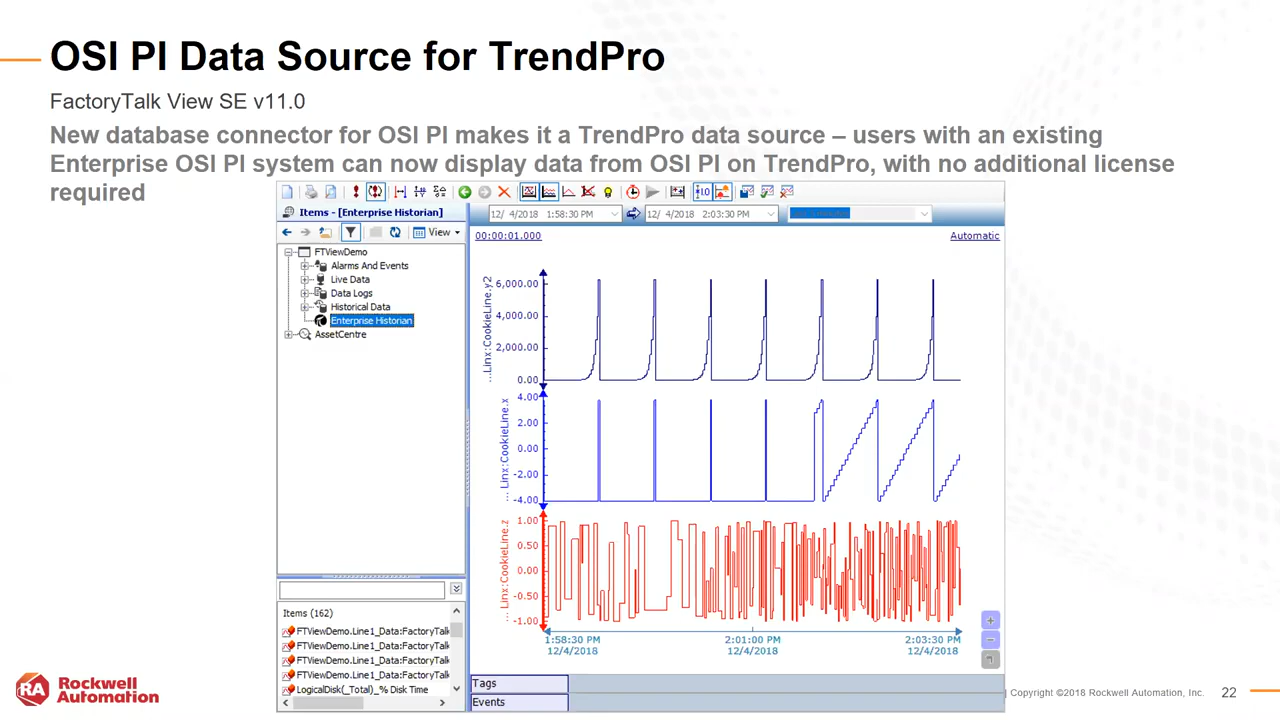 OSI PI Data Source for TrendPro
FactoryTalk View SE v11.0
New database connector for OSI PI makes it a TrendPro data source – users with an existing
Enterprise OSI PI system can now display data from OSI PI on TrendPro, with no additional license
required
Items - [Enterprise Historian]
12/ 4/2018 1:58:30 PM
12/ 4/2018 2:03:30 PM
View
00:00:01.000
Automatic
FTViewDemo
Alarms And Events
Live Data
Data Logs
Historical Data
Enterprise Historian
AssetCentre
...Linx:CookieLine.y2
6,000.00
4,000.00
2,000.00
0.00
... Linx:CookieLine.x
4.00
2.00
0.00
-2.00
-4.00
... Linx:CookieLine.z
1.00
0.50
0.00
-0.50
-1.00
1:58:30 PM
12/4/2018
2:01:00 PM
12/4/2018
2:03:30 PM
12/4/2018
Items (162)
FTViewDemo.Line1_Data:FactoryTalk
FTViewDemo.Line1_Data:FactoryTalk
FTViewDemo.Line1_Data:FactoryTalk
FTViewDemo.Line1_Data:FactoryTalk
LogicalDisk(_Total)_% Disk Time
Tags
Events
RA Rockwell
Automation
| Copyright ©2018 Rockwell Automation, Inc.
22